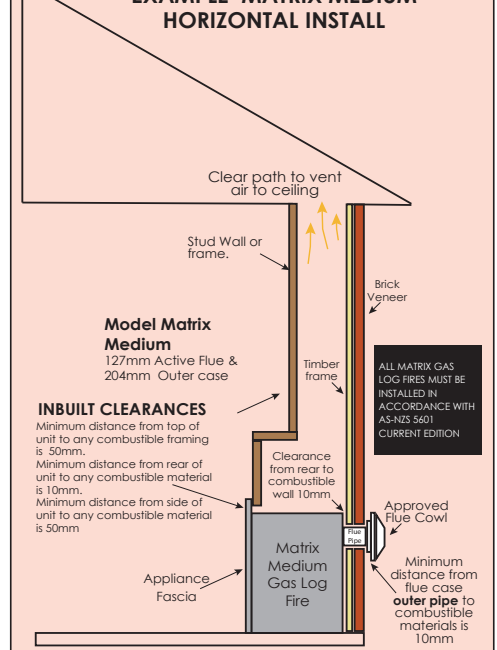 EXAMPLE MATRIX MEDIUM
HORIZONTAL INSTALL
Clear path to vent
air to ceiling
Stud Wall or
frame.
Brick
Veneer
Model Matrix
Medium
127mm Active Flue &
204mm Outer case
Timber
frame
ALL MATRIX GAS
LOG FIRES MUST BE
INSTALLED IN
ACCORDANCE WITH
AS-NZS 5601
CURRENT EDITION
INBUILT CLEARANCES
Minimum distance from top of
unit to any combustible framing
is 50mm.
Minimum distance from rear of
unit to any combustible material
is 10mm.
Minimum distance from side of
unit to any combustible material
is 50mm
Clearance
from rear to
combustible
wall 10mm
Approved
Flue Cowl
Flue
Pipe
Matrix
Medium
Gas Log
Fire
Appliance
Fascia
Minimum
distance from
flue case
outer pipe to
combustible
materials is
10mm